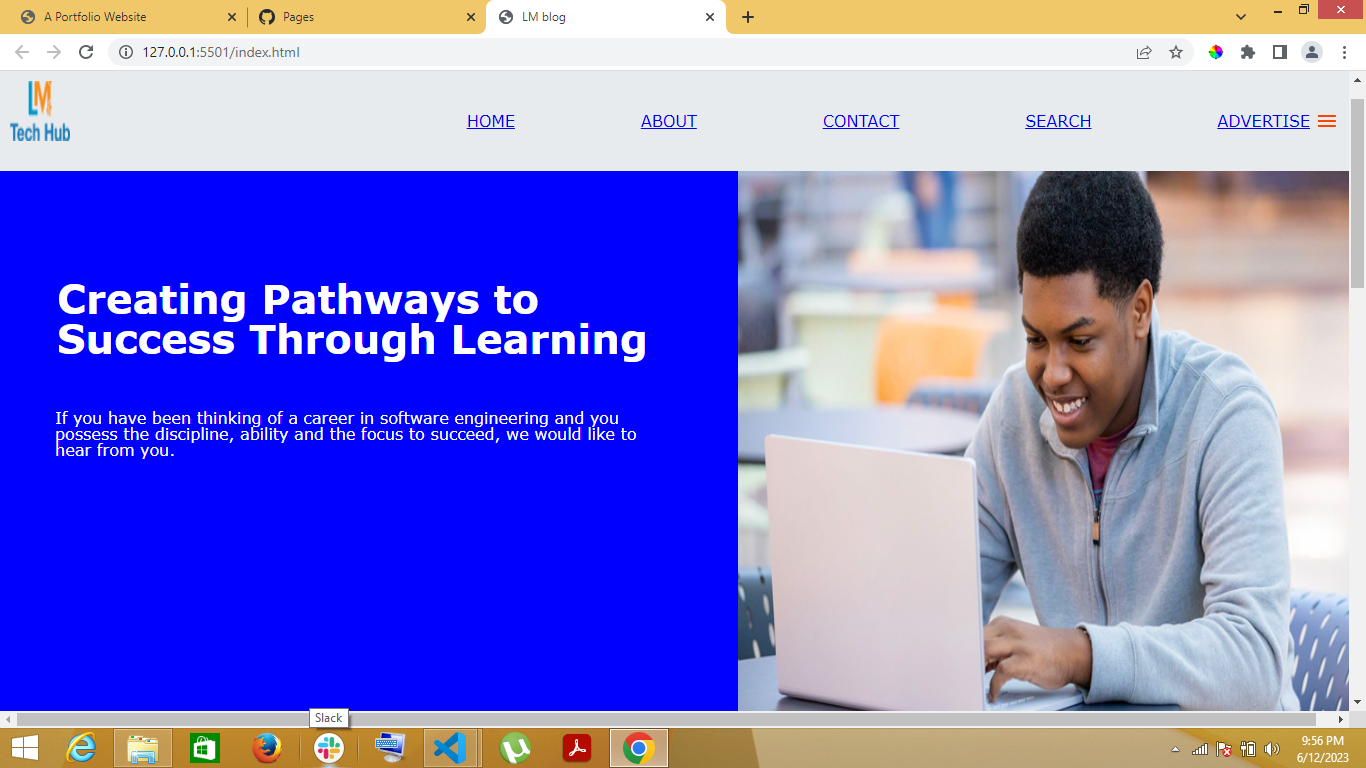 A Portfolio Website
Pages
LM blog
127.0.0.1:5501/index.html
LM
Tech Hub
HOME
ABOUT
CONTACT
SEARCH
ADVERTISE
Creating Pathways to
Success Through Learning
If you have been thinking of a career in software engineering and you
possess the discipline, ability and the focus to succeed, we would like to
hear from you.
Slack
9:56 PM
6/12/2023